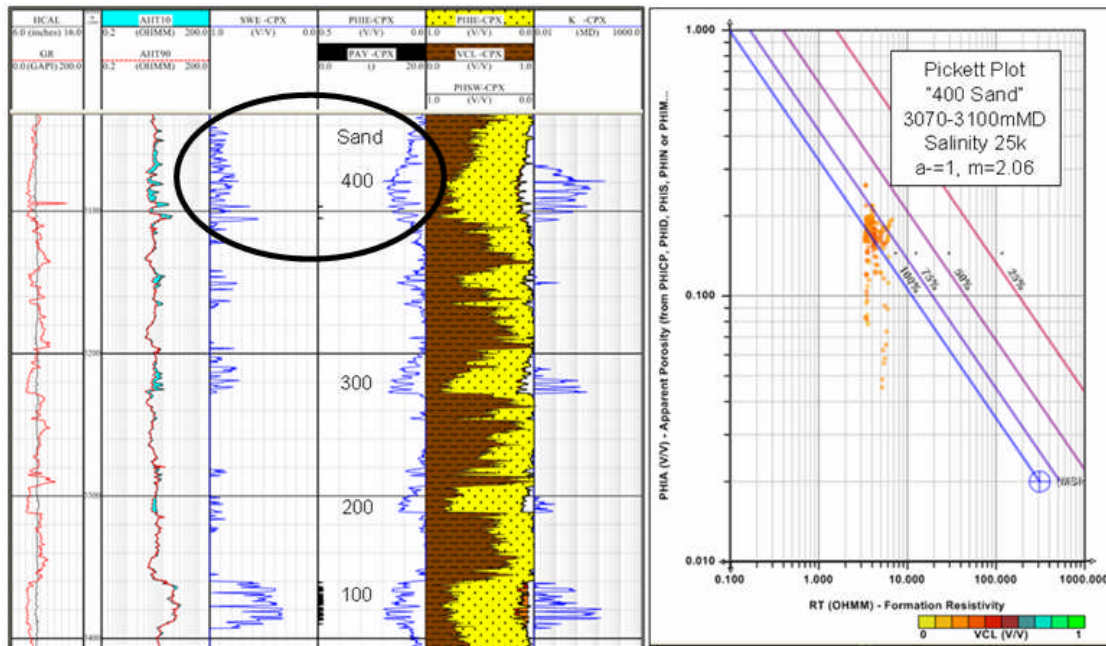 HCAL AHT10 SWE-CPX PHIE-CPX PHIE-CPX K -CPX
6.0 (inches) 16.0 0.2 (OHMM) 200.0 1.0 (V/V) 0.0 0.5 (V/V) 0.0 1.0 (V/V) 0.0 0.01 (MD) 1000.0
GR AHT90 PAY -CPX VCL -CPX
0.0 (GAPI) 200.0 0.2 (OHMM) 200.0 0.0 () 20.0 0.0 (V/V) 1.0
PHSW-CPX
1.0 (V/V) 0.0
Sand
400
300
200
100
Pickett Plot
"400 Sand"
3070-3100mMD
Salinity 25k
a-=1, m=2.06
1.000
0.100
0.010
PHIA (V/V) - Apparent Porosity (from PHICP, PHID, PHIS, PHIN or PHIM...
100% 75% 50% 25%
0.100 1.000 10.000 100.000 1000.000
RT (OHMM) - Formation Resistivity
0 VCL (V/V) 1